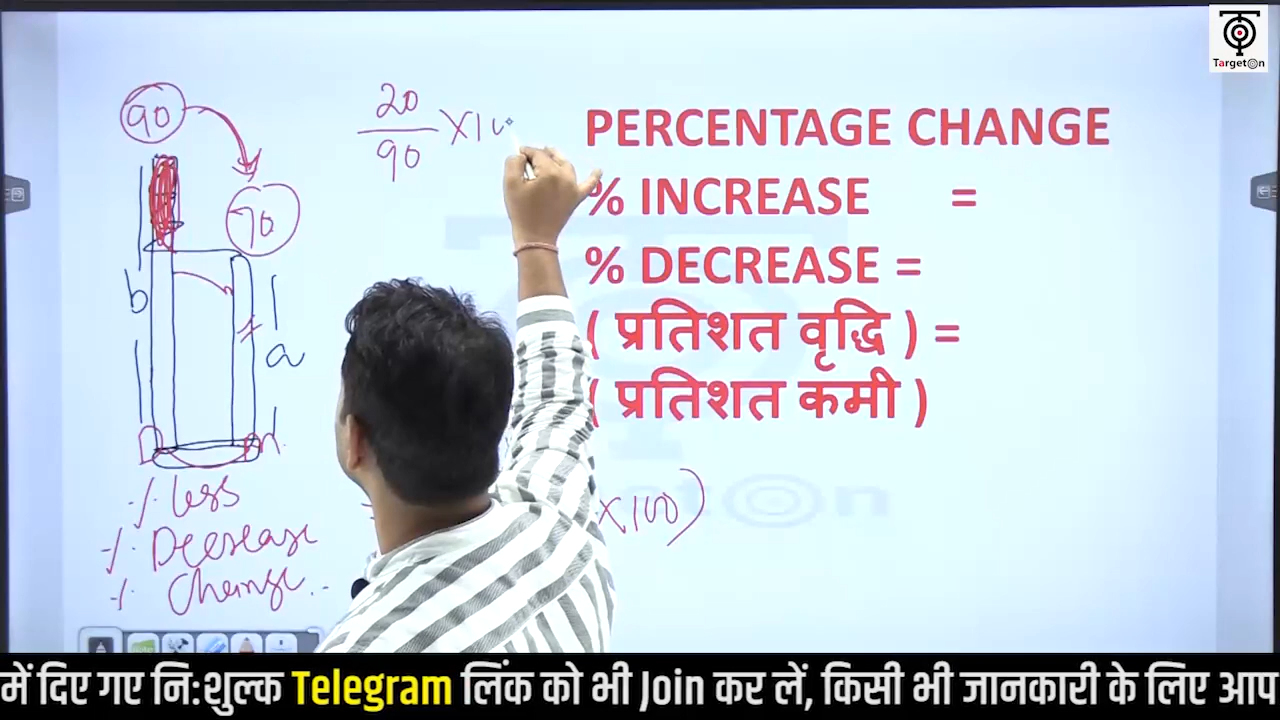 TargetOn
90
20
90
×100
70
b
a
% Less
% Decrease
% Change
PERCENTAGE CHANGE
% INCREASE =
% DECREASE =
( प्रतिशत वृद्धि ) =
( प्रतिशत कमी )
×100)
में दिए गए नि:शुल्क Telegram लिंक को भी Join कर लें, किसी भी जानकारी के लिए आप